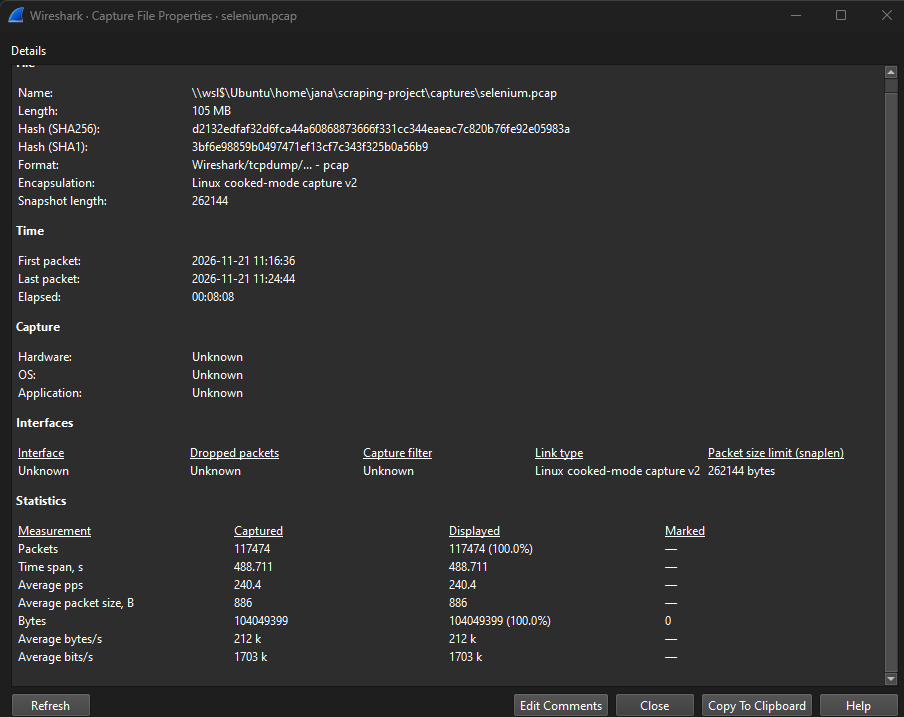 Wireshark · Capture File Properties · selenium.pcap
Details
File
Name: \\wsl$\Ubuntu\home\jana\scraping-project\captures\selenium.pcap
Length: 105 MB
Hash (SHA256): d2132edfaf32d6fca44a60868873666f331cc344eaeac7c820b76fe92e05983a
Hash (SHA1): 3bf6e98859b0497471ef13cf7c343f325b0a56b9
Format: Wireshark/tcpdump/... - pcap
Encapsulation: Linux cooked-mode capture v2
Snapshot length: 262144
Time
First packet: 2026-11-21 11:16:36
Last packet: 2026-11-21 11:24:44
Elapsed: 00:08:08
Capture
Hardware: Unknown
OS: Unknown
Application: Unknown
Interfaces
Interface Dropped packets Capture filter Link type Packet size limit (snaplen)
Unknown Unknown Unknown Linux cooked-mode capture v2 262144 bytes
Statistics
Measurement Captured Displayed Marked
Packets 117474 117474 (100.0%) —
Time span, s 488.711 488.711 —
Average pps 240.4 240.4 —
Average packet size, B 886 886 —
Bytes 104049399 104049399 (100.0%) 0
Average bytes/s 212 k 212 k —
Average bits/s 1703 k 1703 k —
Refresh Edit Comments Close Copy To Clipboard Help